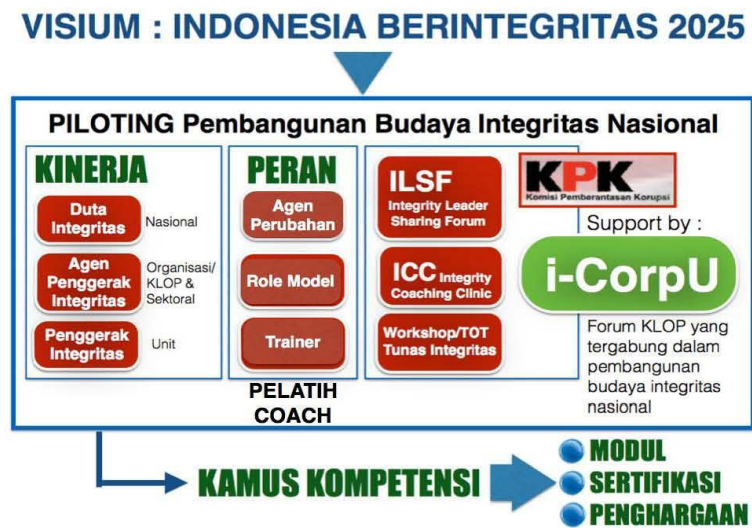 VISIUM : INDONESIA BERINTEGRITAS 2025
PILOTING Pembangunan Budaya Integritas Nasional
KINERJA
Duta
Integritas
Nasional
Agen
Penggerak
Integritas
Organisasi/
KLOP &
Sektoral
Penggerak
Integritas
Unit
PERAN
Agen
Perubahan
Role Model
Trainer
PELATIH
COACH
ILSF
Integrity Leader
Sharing Forum
ICC Integrity
Coaching Clinic
Workshop/TOT
Tunas Integritas
KPK
Komisi Pemberantasan Korupsi
Support by :
i-CorpU
Forum KLOP yang
tergabung dalam
pembangunan
budaya integritas
nasional
KAMUS KOMPETENSI
MODUL
SERTIFIKASI
PENGHARGAAN